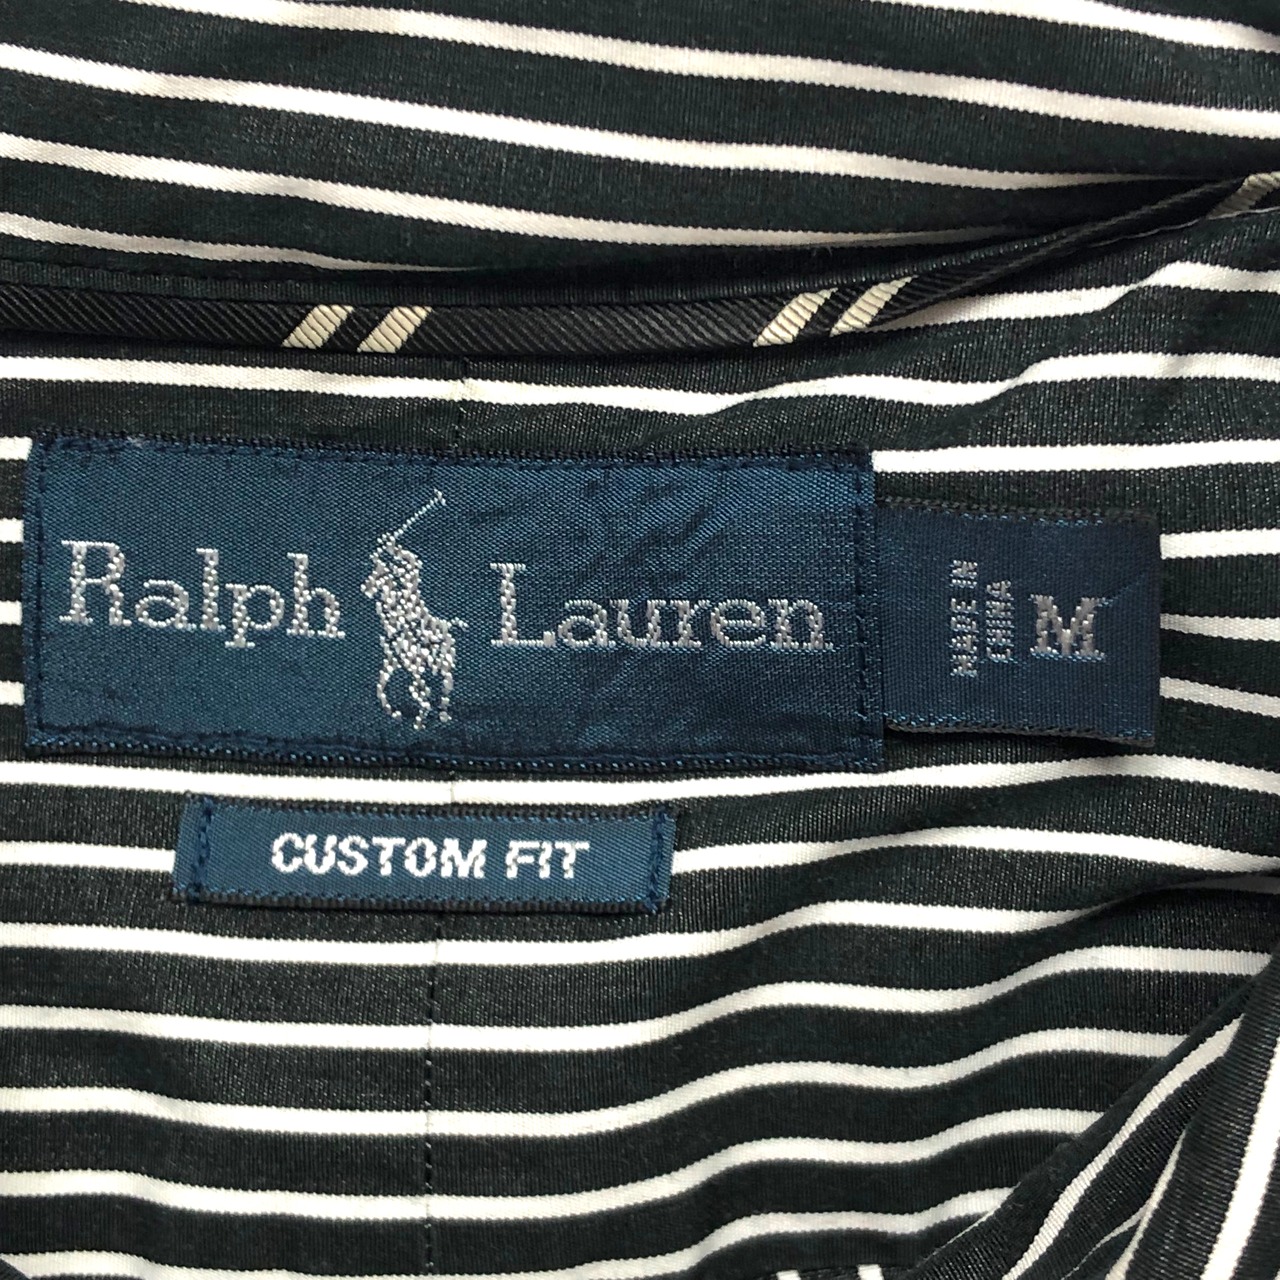 Ralph Lauren
MADE IN
CHINA
M
CUSTOM FIT